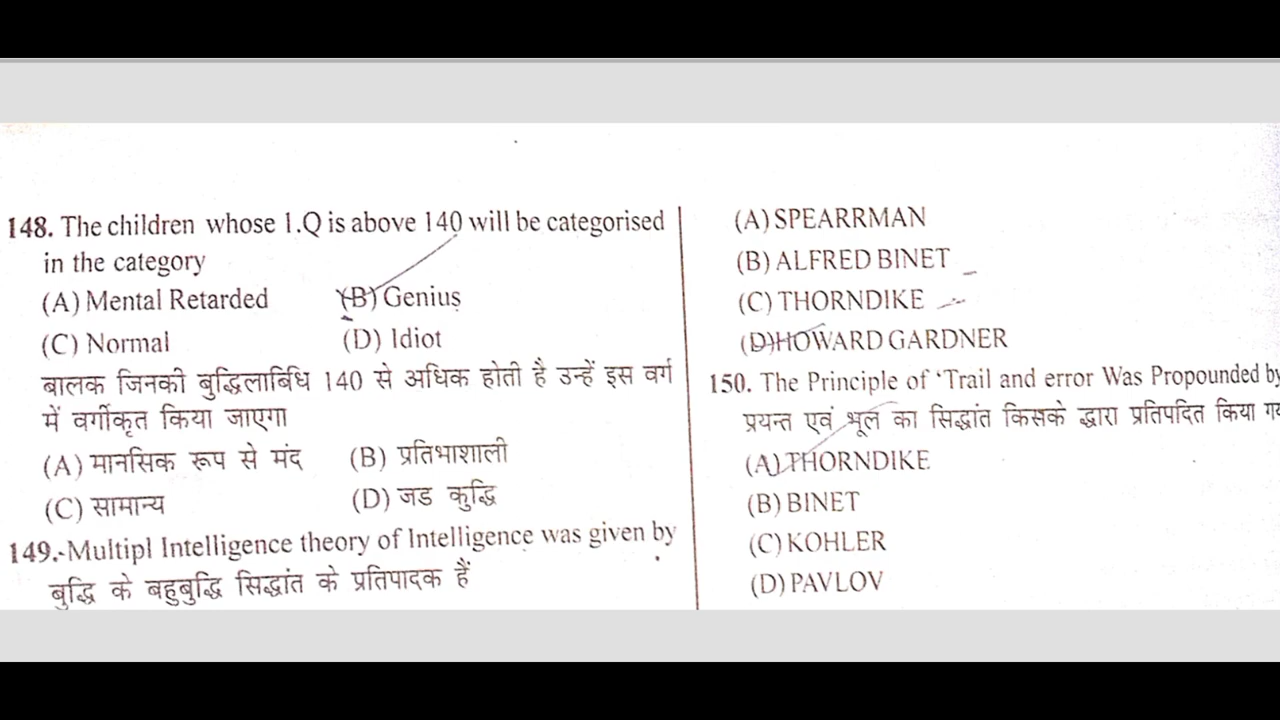 148. The children whose 1.Q is above 140 will be categorised
in the category
(A) Mental Retarded (B) Genius
(C) Normal (D) Idiot
बालक जिनकी बुद्धिलाबिधि 140 से अधिक होती है उन्हें इस वर्ग
में वर्गीकृत किया जाएगा
(A) मानसिक रूप से मंद (B) प्रतिभाशाली
(C) सामान्य (D) जड कुद्धि
149.-Multipl Intelligence theory of Intelligence was given by
बुद्धि के बहुबुद्धि सिद्धांत के प्रतिपादक हैं
(A) SPEARRMAN
(B) ALFRED BINET
(C) THORNDIKE
(D) HOWARD GARDNER
150. The Principle of ‘Trail and error Was Propounded by
प्रयन्त एवं भूल का सिद्धांत किसके द्धारा प्रतिपदित किया
(A) THORNDIKE
(B) BINET
(C) KOHLER
(D) PAVLOV